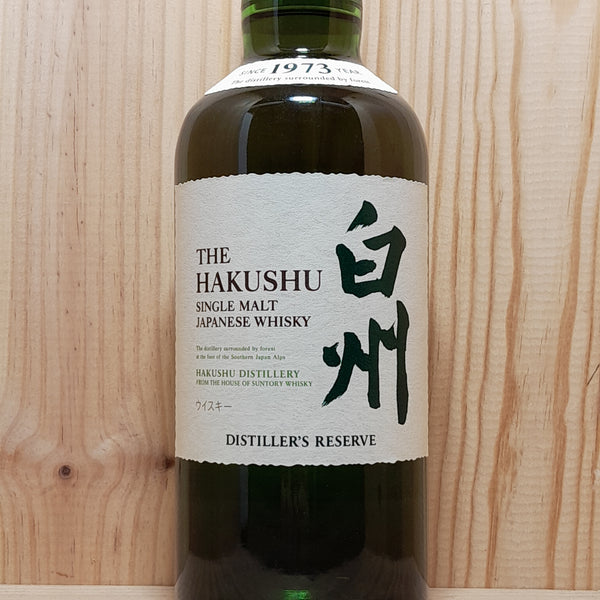 SINCE 1973 YEAR
The distillery surrounded by forest
THE
HAKUSHU
SINGLE MALT
JAPANESE WHISKY
白州
The distillery surrounded by forest
at the foot of the Southern Japan Alps
HAKUSHU DISTILLERY
FROM THE HOUSE OF SUNTORY WHISKY
ウイスキー
DISTILLER'S RESERVE